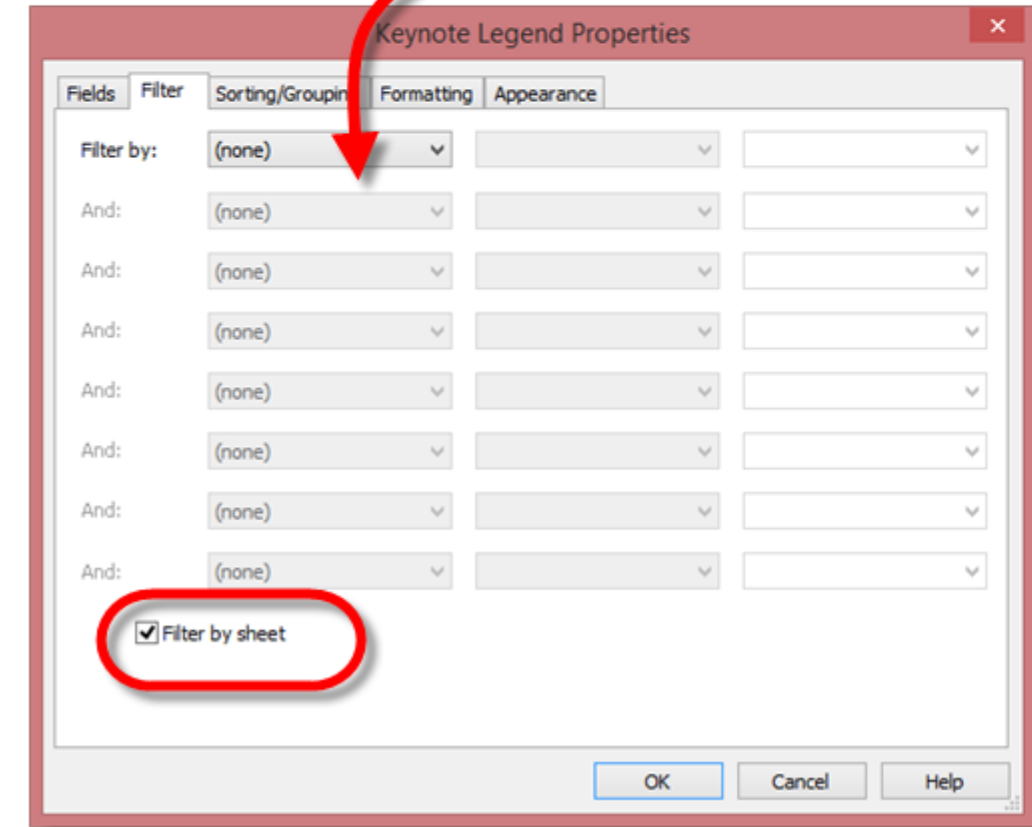 Keynote Legend Properties
Fields Filter Sorting/Grouping Formatting Appearance
Filter by: (none)
And: (none)
And: (none)
And: (none)
And: (none)
And: (none)
And: (none)
And: (none)
Filter by sheet
OK Cancel Help